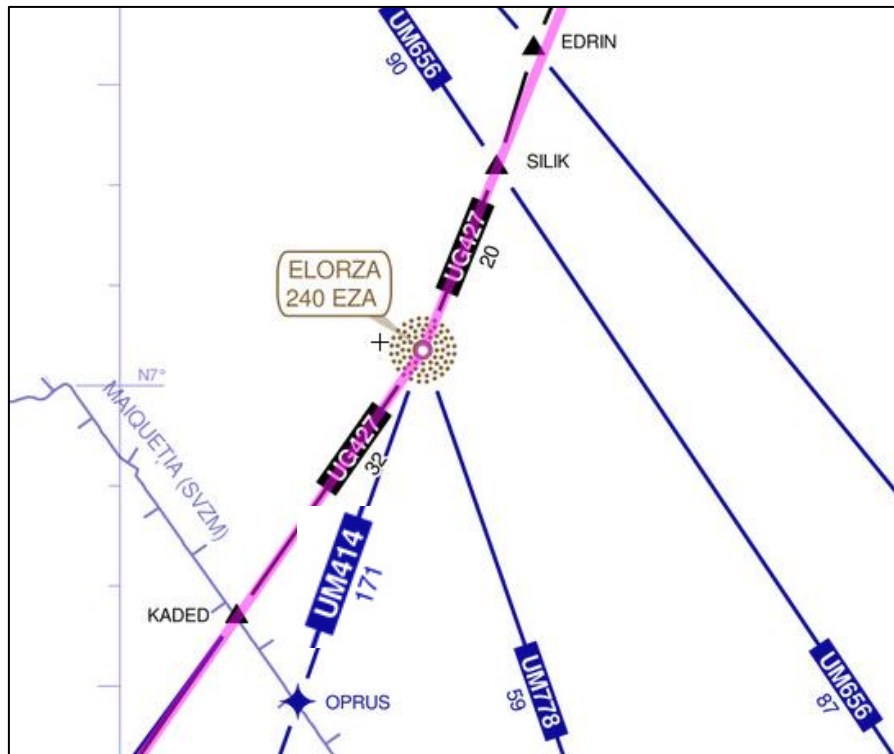 UM656
90
EDRIN
SILIK
UG427
20
ELORZA
240 EZA
N7°
MAIQUEȚIA (SVZM)
UG427
32
UM414
171
KADED
OPRUS
UM778
59
UM656
87